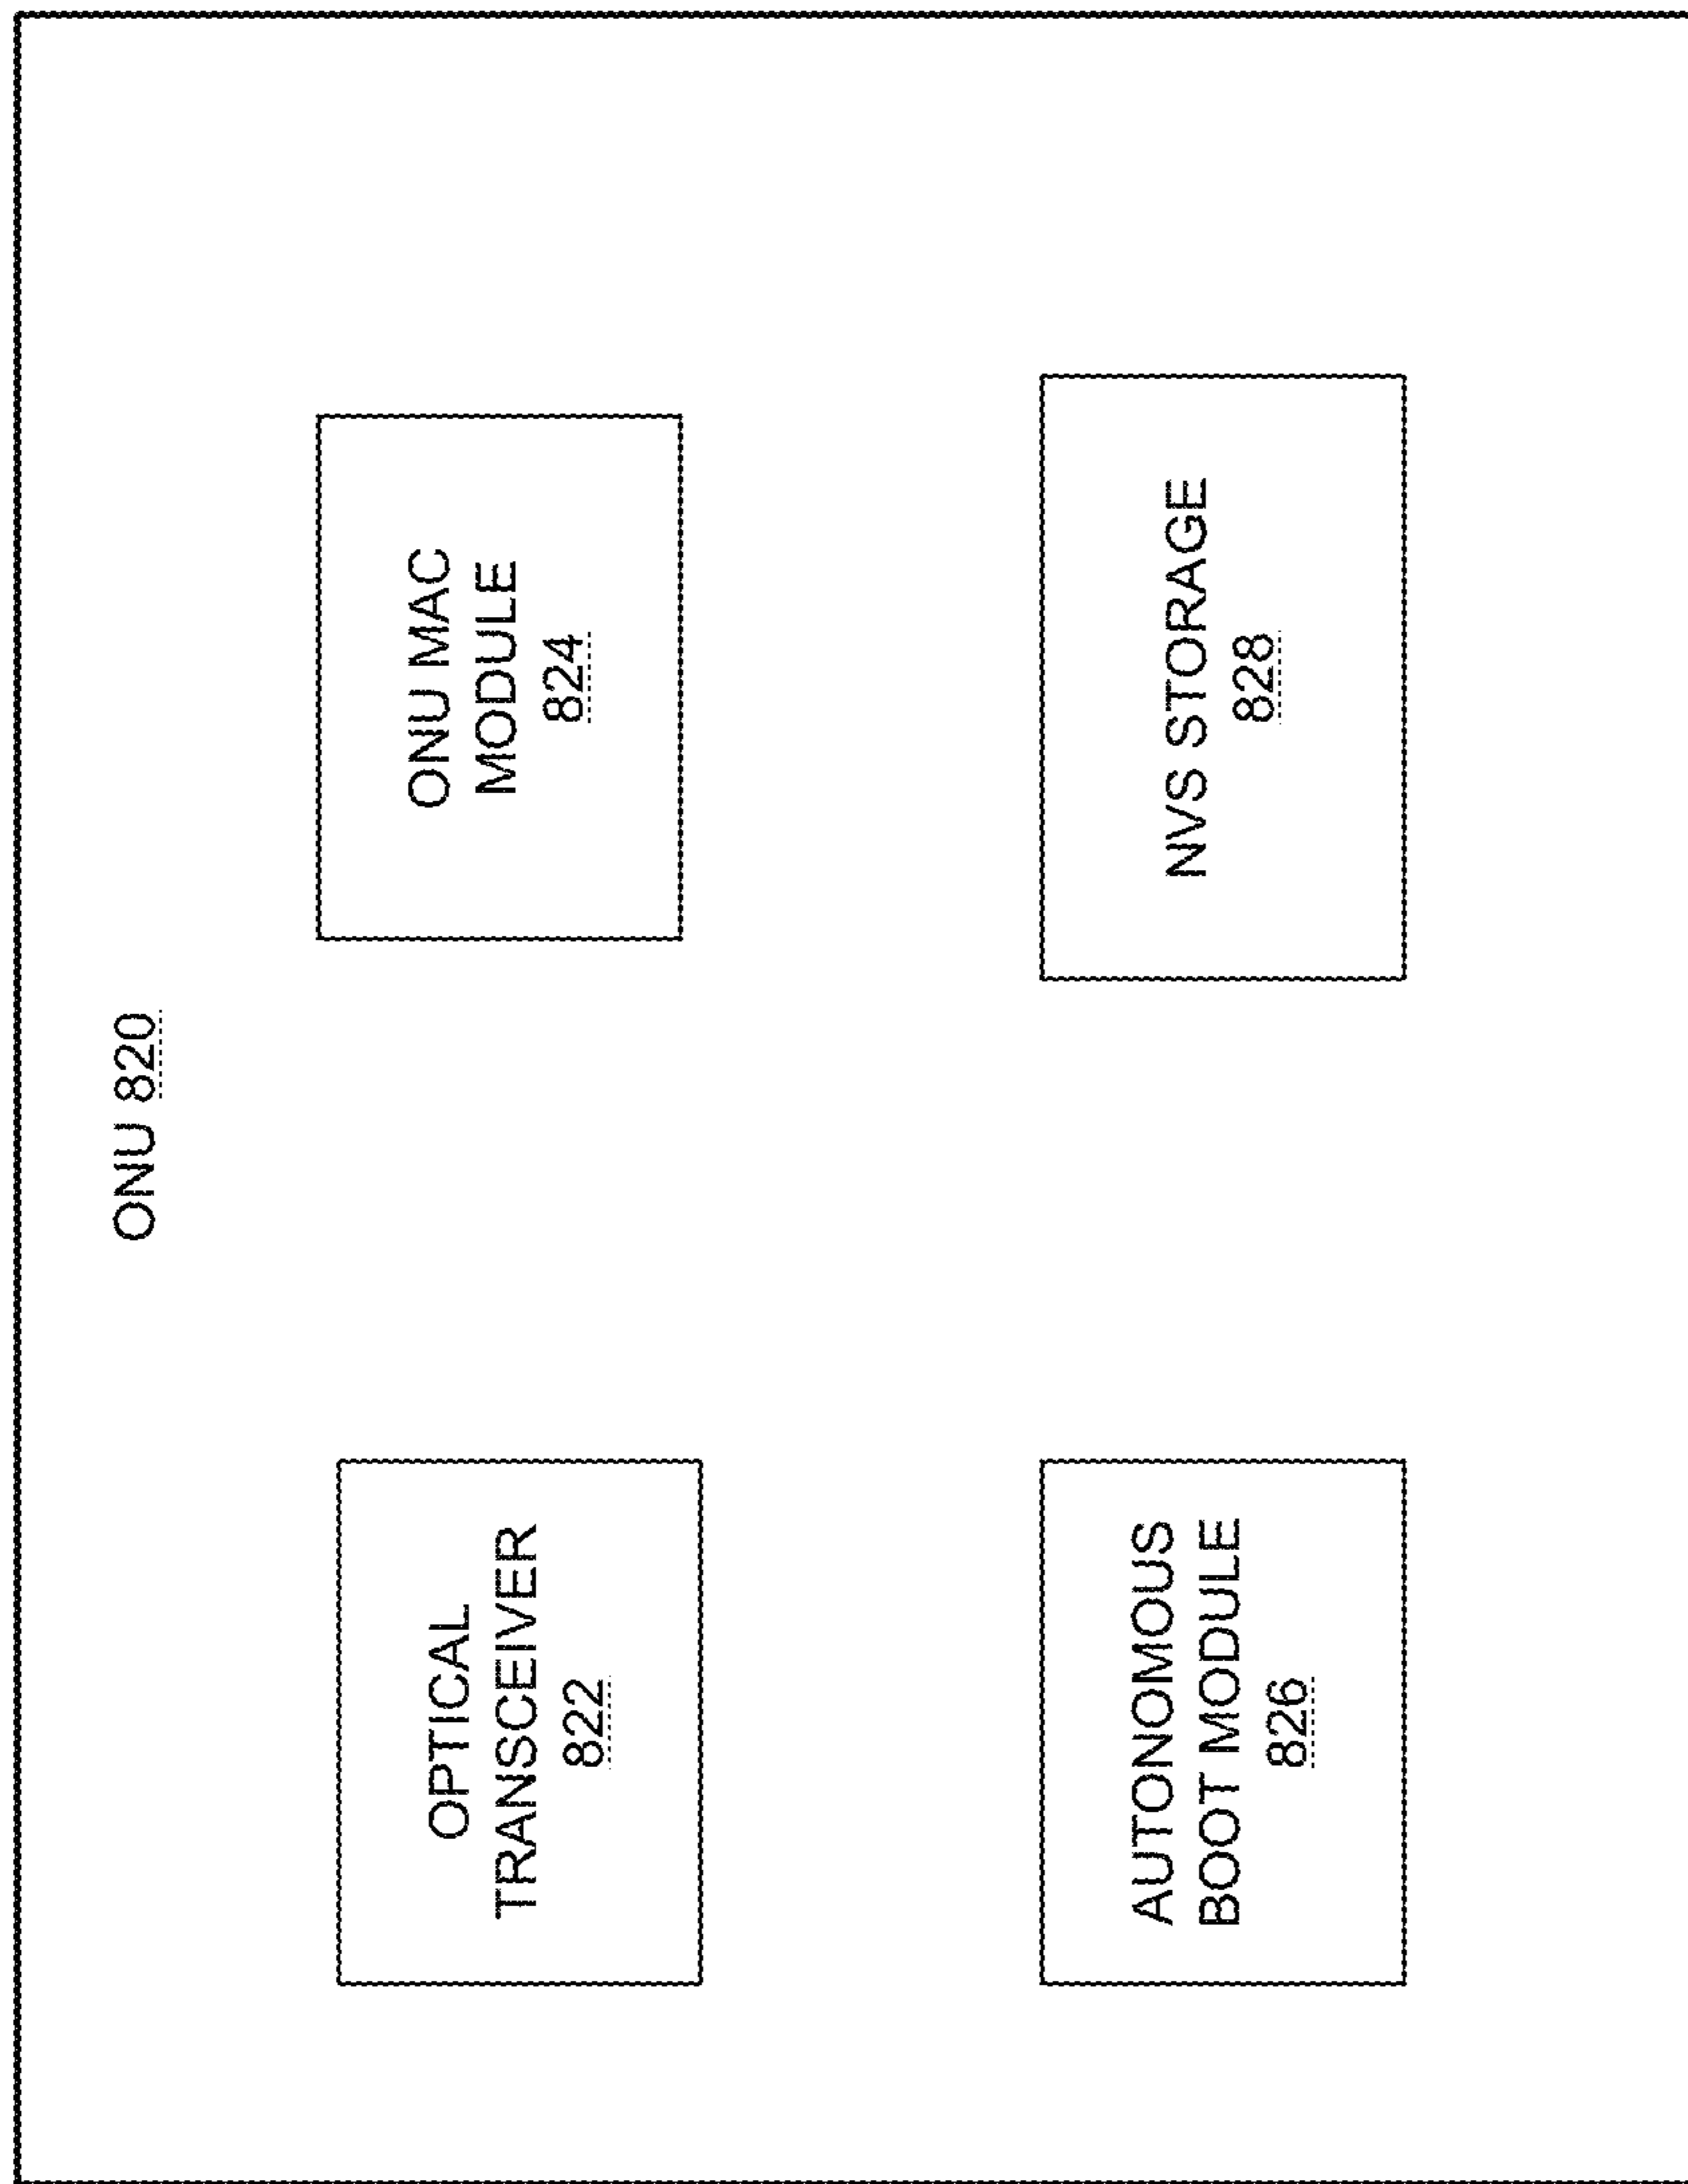 ONU 820
OPTICAL
TRANSCEIVER
822
ONU MAC
MODULE
824
AUTONOMOUS
BOOT MODULE
826
NVS STORAGE
828